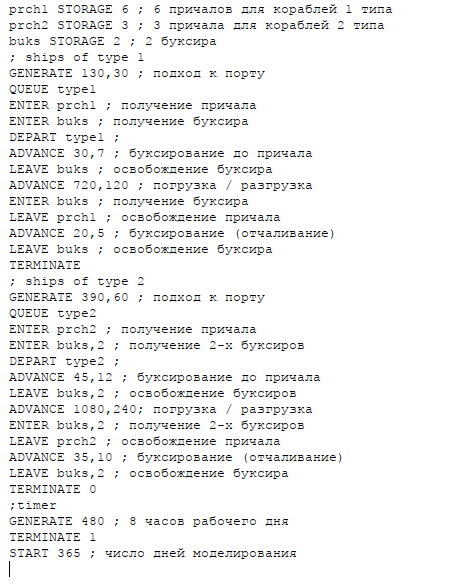 prch1 STORAGE 6 ; 6 причалов для кораблей 1 типа
prch2 STORAGE 3 ; 3 причала для кораблей 2 типа
buks STORAGE 2 ; 2 буксира
; ships of type 1
GENERATE 130,30 ; подход к порту
QUEUE type1
ENTER prch1 ; получение причала
ENTER buks ; получение буксира
DEPART type1 ;
ADVANCE 30,7 ; буксирование до причала
LEAVE buks ; освобождение буксира
ADVANCE 720,120 ; погрузка / разгрузка
ENTER buks ; получение буксира
LEAVE prch1 ; освобождение причала
ADVANCE 20,5 ; буксирование (отчаливание)
LEAVE buks ; освобождение буксира
TERMINATE
; ships of type 2
GENERATE 390,60 ; подход к порту
QUEUE type2
ENTER prch2 ; получение причала
ENTER buks,2 ; получение 2-х буксиров
DEPART type2 ;
ADVANCE 45,12 ; буксирование до причала
LEAVE buks,2 ; освобождение буксиров
ADVANCE 1080,240; погрузка / разгрузка
ENTER buks,2 ; получение 2-х буксиров
LEAVE prch2 ; освобождение причала
ADVANCE 35,10 ; буксирование (отчаливание)
LEAVE buks,2 ; освобождение буксира
TERMINATE 0
;timer
GENERATE 480 ; 8 часов рабочего дня
TERMINATE 1
START 365 ; число дней моделирования